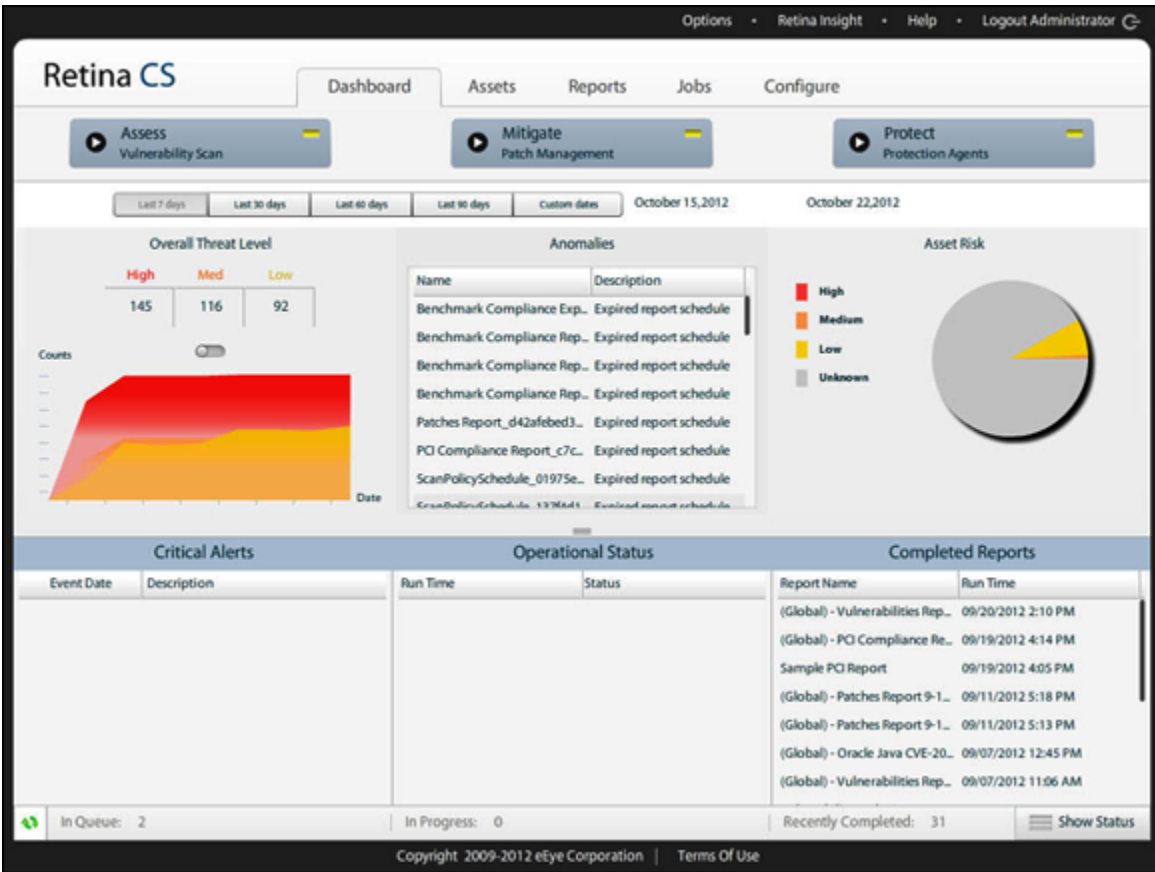 Options • Retina Insight • Help • Logout Administrator
Retina CS
Dashboard Assets Reports Jobs Configure
Assess
Vulnerability Scan
Mitigate
Patch Management
Protect
Protection Agents
Last 7 days Last 30 days Last 60 days Last 90 days Custom dates October 15,2012 October 22,2012
Overall Threat Level
High Med Low
145 116 92
Counts
Date
Anomalies
Name Description
Benchmark Compliance Exp... Expired report schedule
Benchmark Compliance Rep... Expired report schedule
Benchmark Compliance Rep... Expired report schedule
Benchmark Compliance Rep... Expired report schedule
Patches Report_d42afebed3... Expired report schedule
PCI Compliance Report_c7c... Expired report schedule
ScanPolicySchedule_01975e... Expired report schedule
Expired report schedule
Asset Risk
High
Medium
Low
Unknown
Critical Alerts
Event Date Description
Operational Status
Run Time Status
Completed Reports
Report Name Run Time
(Global) - Vulnerabilities Rep... 09/20/2012 2:10 PM
(Global) - PCI Compliance Re... 09/19/2012 4:14 PM
Sample PCI Report 09/19/2012 4:05 PM
(Global) - Patches Report 9-1... 09/11/2012 5:18 PM
(Global) - Patches Report 9-1... 09/11/2012 5:13 PM
(Global) - Oracle Java CVE-20... 09/07/2012 12:45 PM
(Global) - Vulnerabilities Rep... 09/07/2012 11:06 AM
In Queue: 2 In Progress: 0 Recently Completed: 31 Show Status
Copyright 2009-2012 eEye Corporation | Terms Of Use